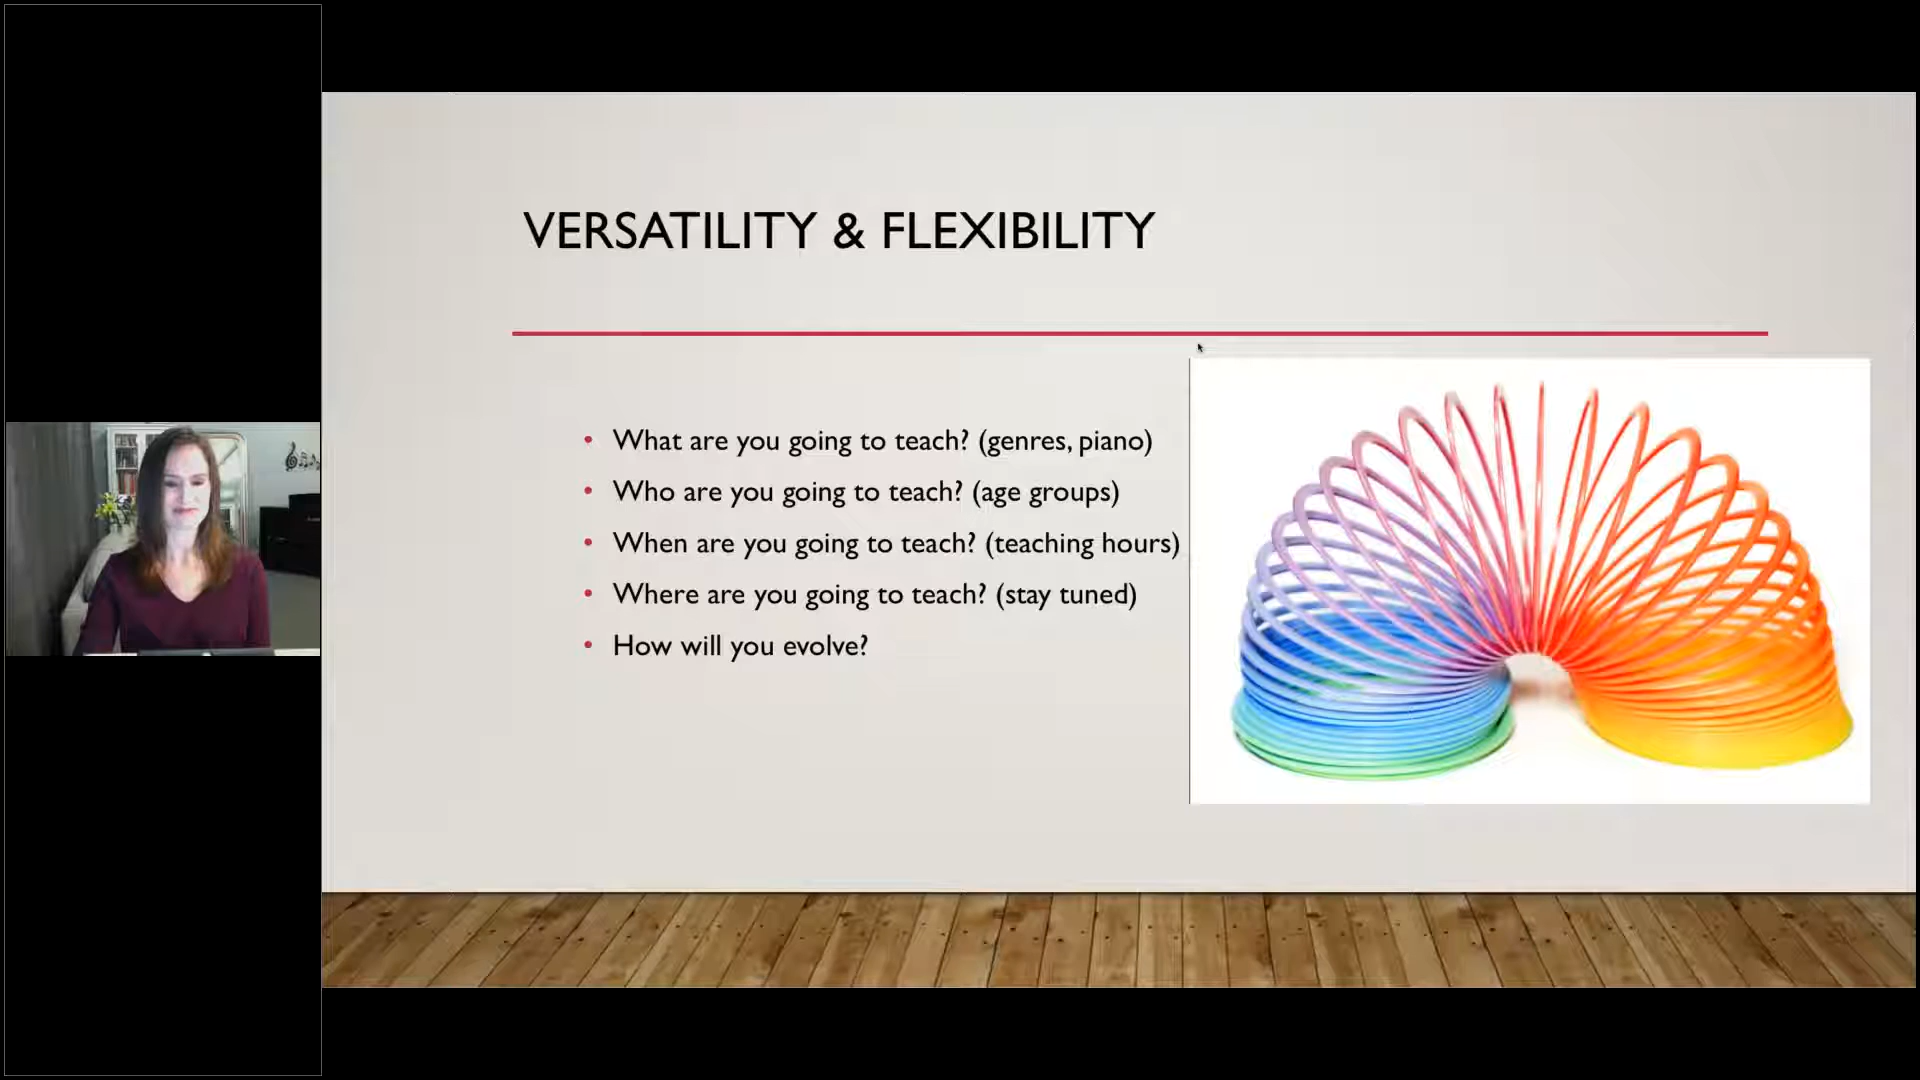 VERSATILITY & FLEXIBILITY
• What are you going to teach? (genres, piano)
• Who are you going to teach? (age groups)
• When are you going to teach? (teaching hours)
• Where are you going to teach? (stay tuned)
• How will you evolve?